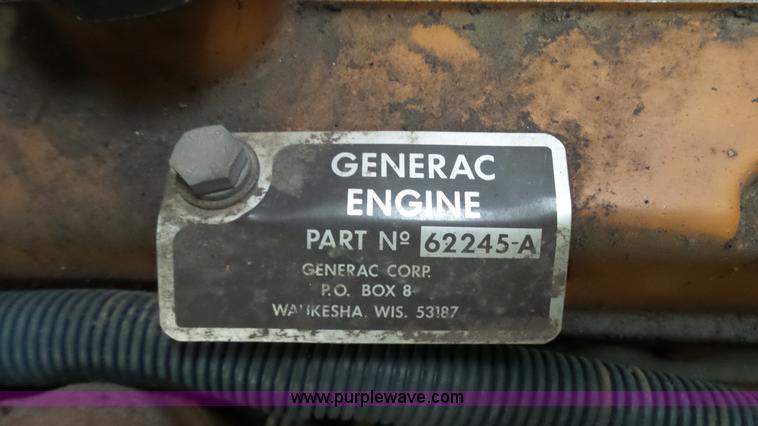 GENERAC
ENGINE
PART Nº 62245-A
GENERAC CORP.
P.O. BOX 8
WAUKESHA, WIS. 53187
www.purplewave.com